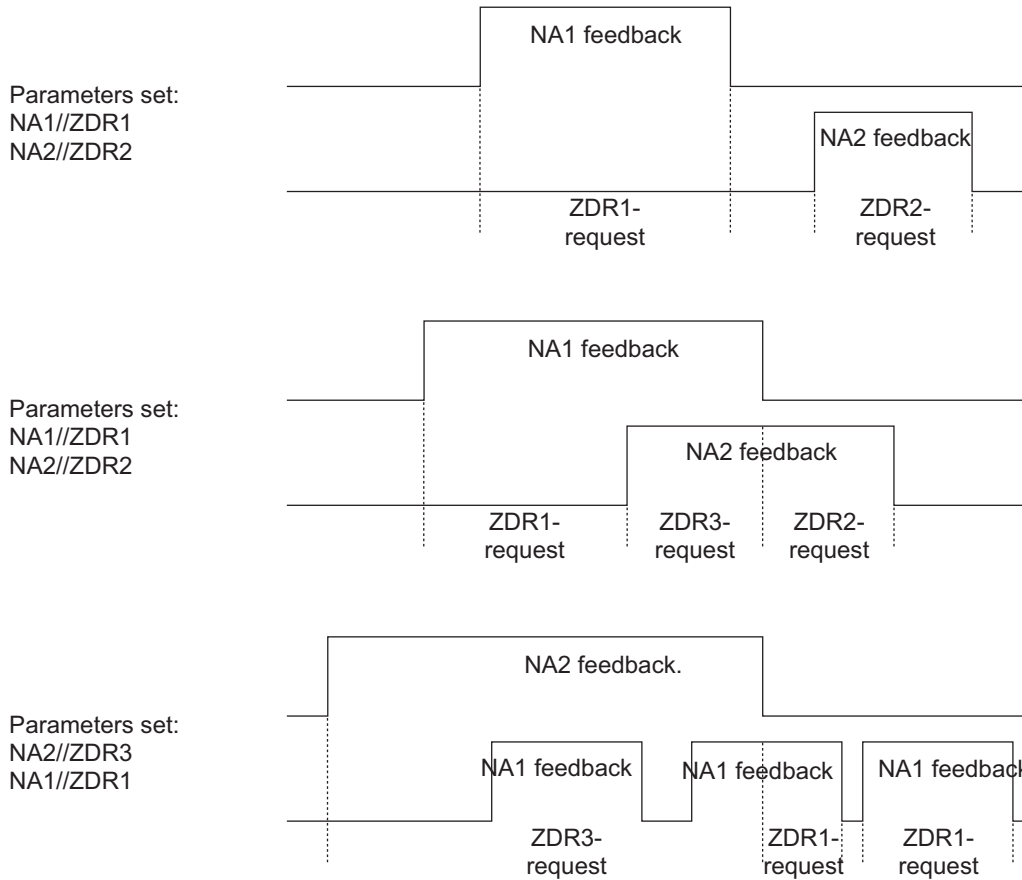 NA1 feedback
Parameters set:
NA1//ZDR1
NA2//ZDR2
NA2 feedback
ZDR1-
request
ZDR2-
request
NA1 feedback
Parameters set:
NA1//ZDR1
NA2//ZDR2
NA2 feedback
ZDR1-
request
ZDR3-
request
ZDR2-
request
NA2 feedback.
Parameters set:
NA2//ZDR3
NA1//ZDR1
NA1 feedback
NA1 feedback
NA1 feedback
ZDR3-
request
ZDR1-
request
ZDR1-
request